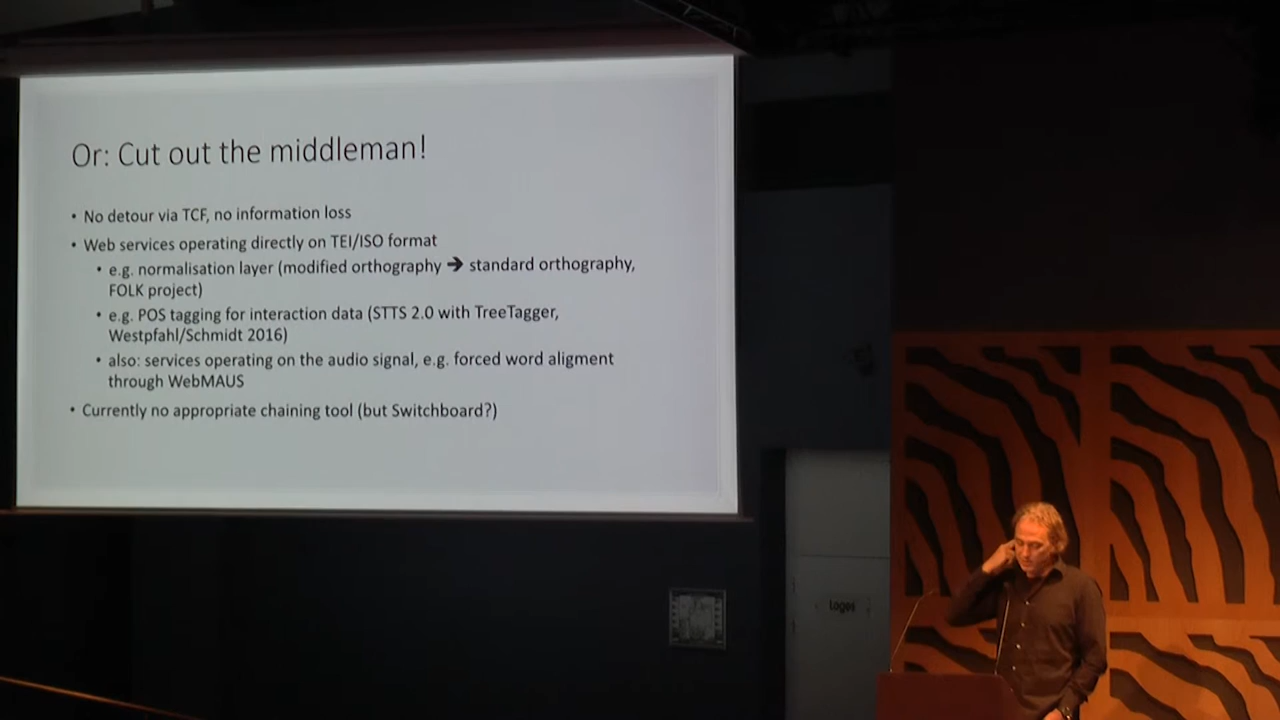 Or: Cut out the middleman!
• No detour via TCF, no information loss
• Web services operating directly on TEI/ISO format
• e.g. normalisation layer (modified orthography ➔ standard orthography,
FOLK project)
• e.g. POS tagging for interaction data (STTS 2.0 with TreeTagger,
Westpfahl/Schmidt 2016)
• also: services operating on the audio signal, e.g. forced word aligment
through WebMAUS
• Currently no appropriate chaining tool (but Switchboard?)
Loges